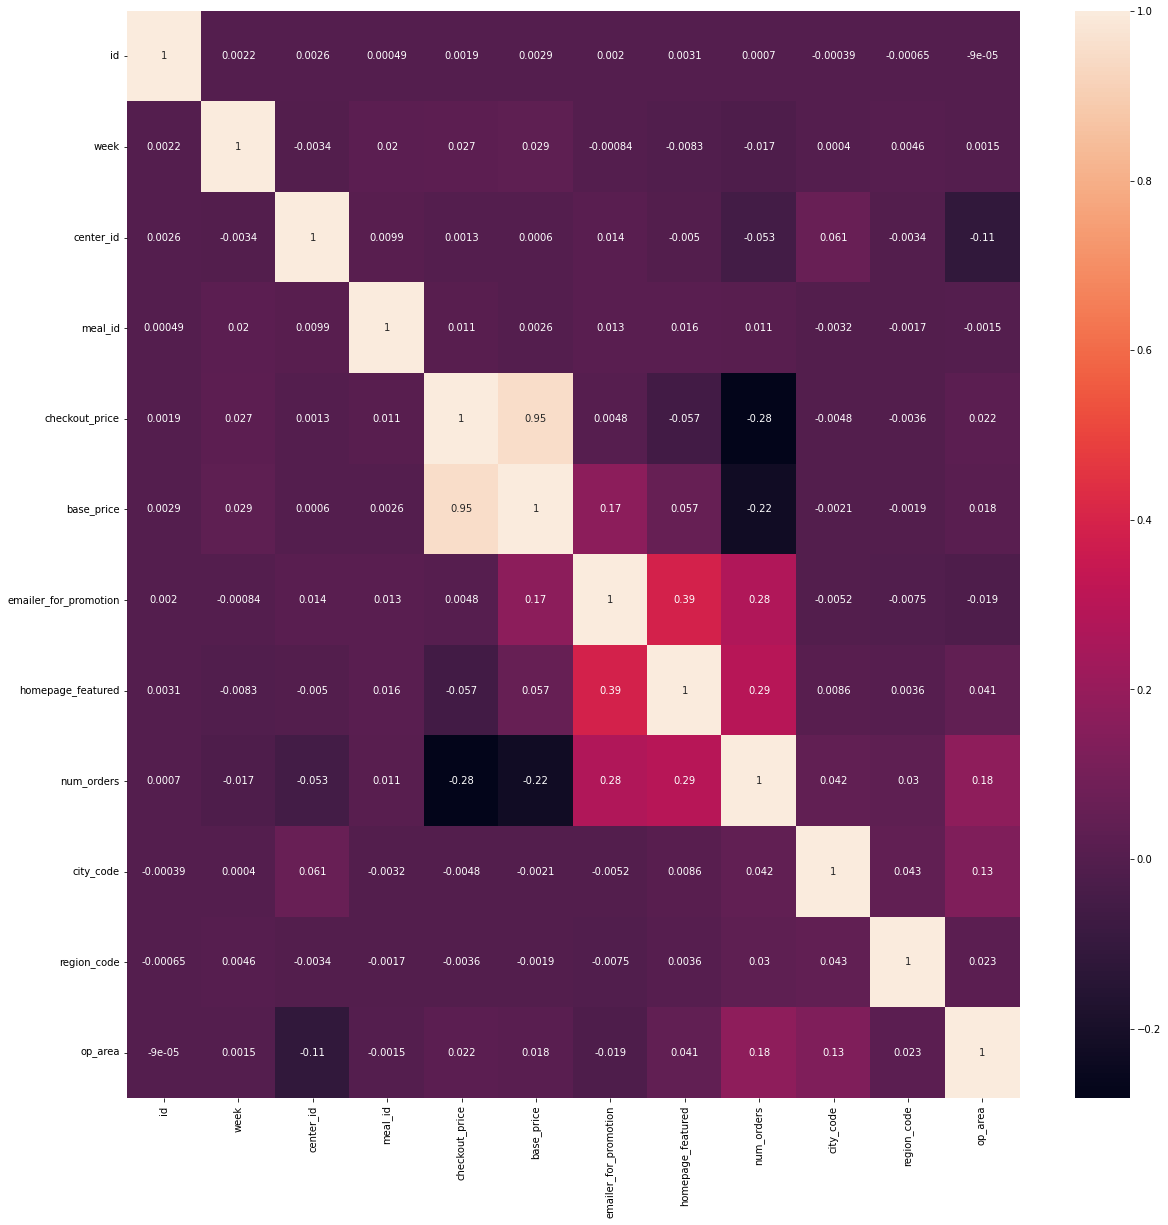 id 1 0.0022 0.0026 0.00049 0.0019 0.0029 0.002 0.0031 0.0007 -0.00039 -0.00065 -9e-05
week 0.0022 1 -0.0034 0.02 0.027 0.029 -0.00084 -0.0083 -0.017 0.0004 0.0046 0.0015
center_id 0.0026 -0.0034 1 0.0099 0.0013 0.0006 0.014 -0.005 -0.053 0.061 -0.0034 -0.11
meal_id 0.00049 0.02 0.0099 1 0.011 0.0026 0.013 0.016 0.011 -0.0032 -0.0017 -0.0015
checkout_price 0.0019 0.027 0.0013 0.011 1 0.95 0.0048 -0.057 -0.28 -0.0048 -0.0036 0.022
base_price 0.0029 0.029 0.0006 0.0026 0.95 1 0.17 0.057 -0.22 -0.0021 -0.0019 0.018
emailer_for_promotion 0.002 -0.00084 0.014 0.013 0.0048 0.17 1 0.39 0.28 -0.0052 -0.0075 -0.019
homepage_featured 0.0031 -0.0083 -0.005 0.016 -0.057 0.057 0.39 1 0.29 0.0086 0.0036 0.041
num_orders 0.0007 -0.017 -0.053 0.011 -0.28 -0.22 0.28 0.29 1 0.042 0.03 0.18
city_code -0.00039 0.0004 0.061 -0.0032 -0.0048 -0.0021 -0.0052 0.0086 0.042 1 0.043 0.13
region_code -0.00065 0.0046 -0.0034 -0.0017 -0.0036 -0.0019 -0.0075 0.0036 0.03 0.043 1 0.023
op_area -9e-05 0.0015 -0.11 -0.0015 0.022 0.018 -0.019 0.041 0.18 0.13 0.023 1
id week center_id meal_id checkout_price base_price emailer_for_promotion homepage_featured num_orders city_code region_code op_area
1.0
0.8
0.6
0.4
0.2
0.0
−0.2